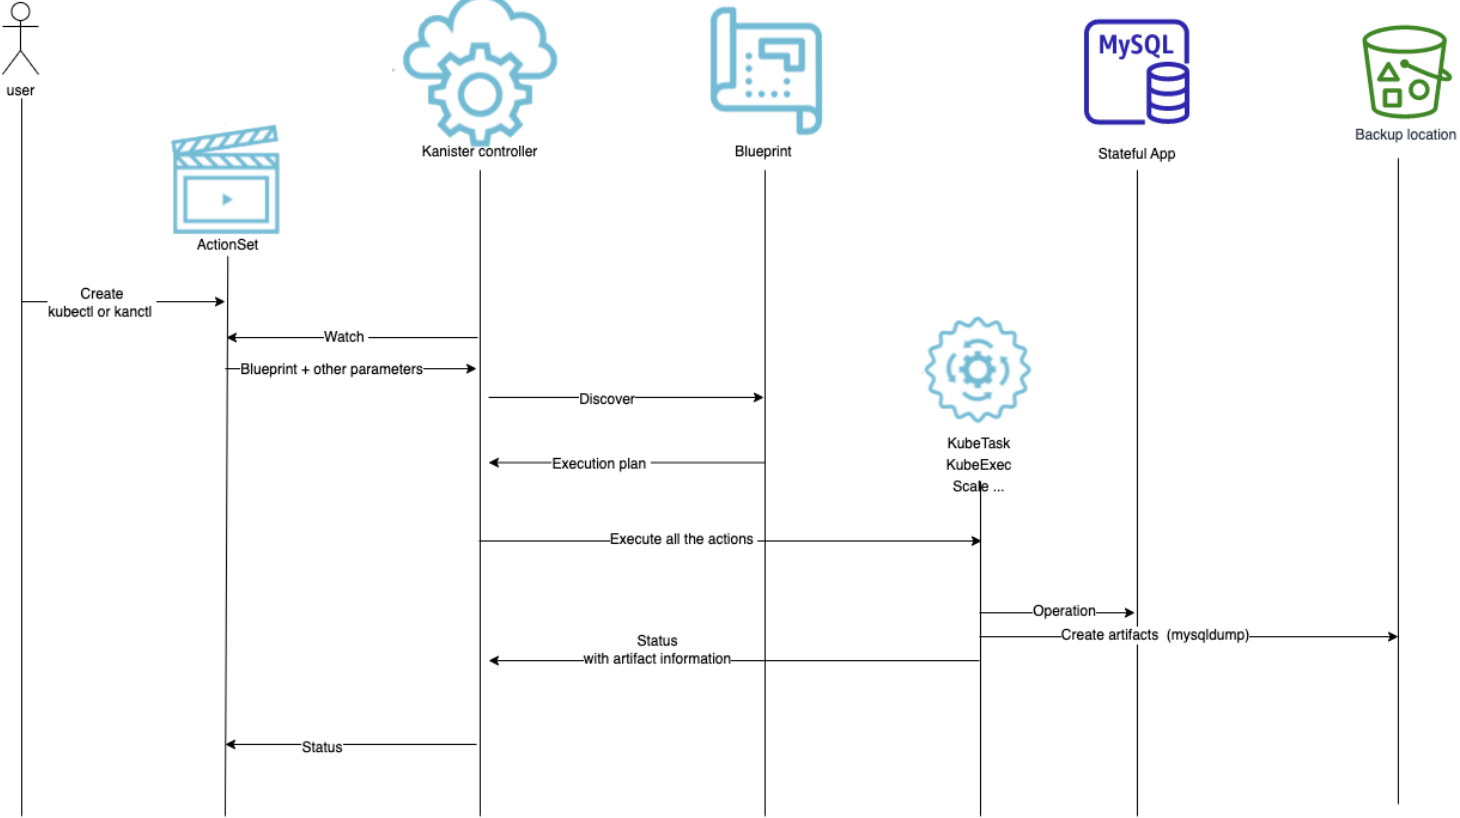 user
MySQL
Backup location
Kanister controller
Blueprint
Stateful App
ActionSet
Create
kubectl or kanctl
Watch
Blueprint + other parameters
Discover
KubeTask
KubeExec
Scale ...
Execution plan
Execute all the actions
Operation
Create artifacts (mysqldump)
Status
with artifact information
Status